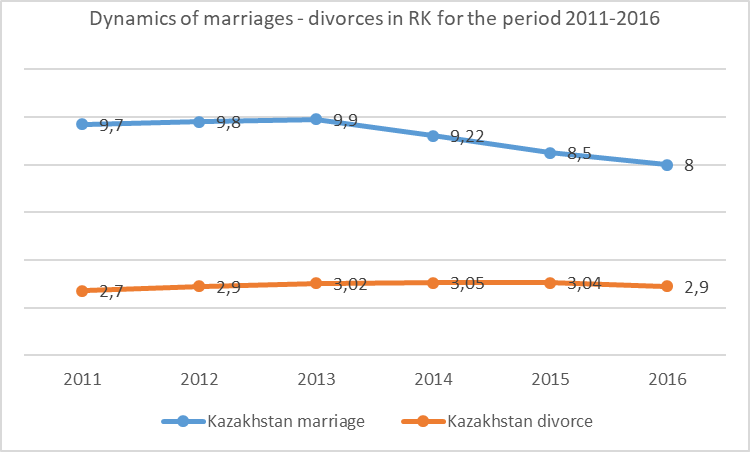 Dynamics of marriages - divorces in RK for the period 2011-2016
9,7 9,8 9,9 9,22 8,5 8
2,7 2,9 3,02 3,05 3,04 2,9
2011 2012 2013 2014 2015 2016
Kazakhstan marriage Kazakhstan divorce